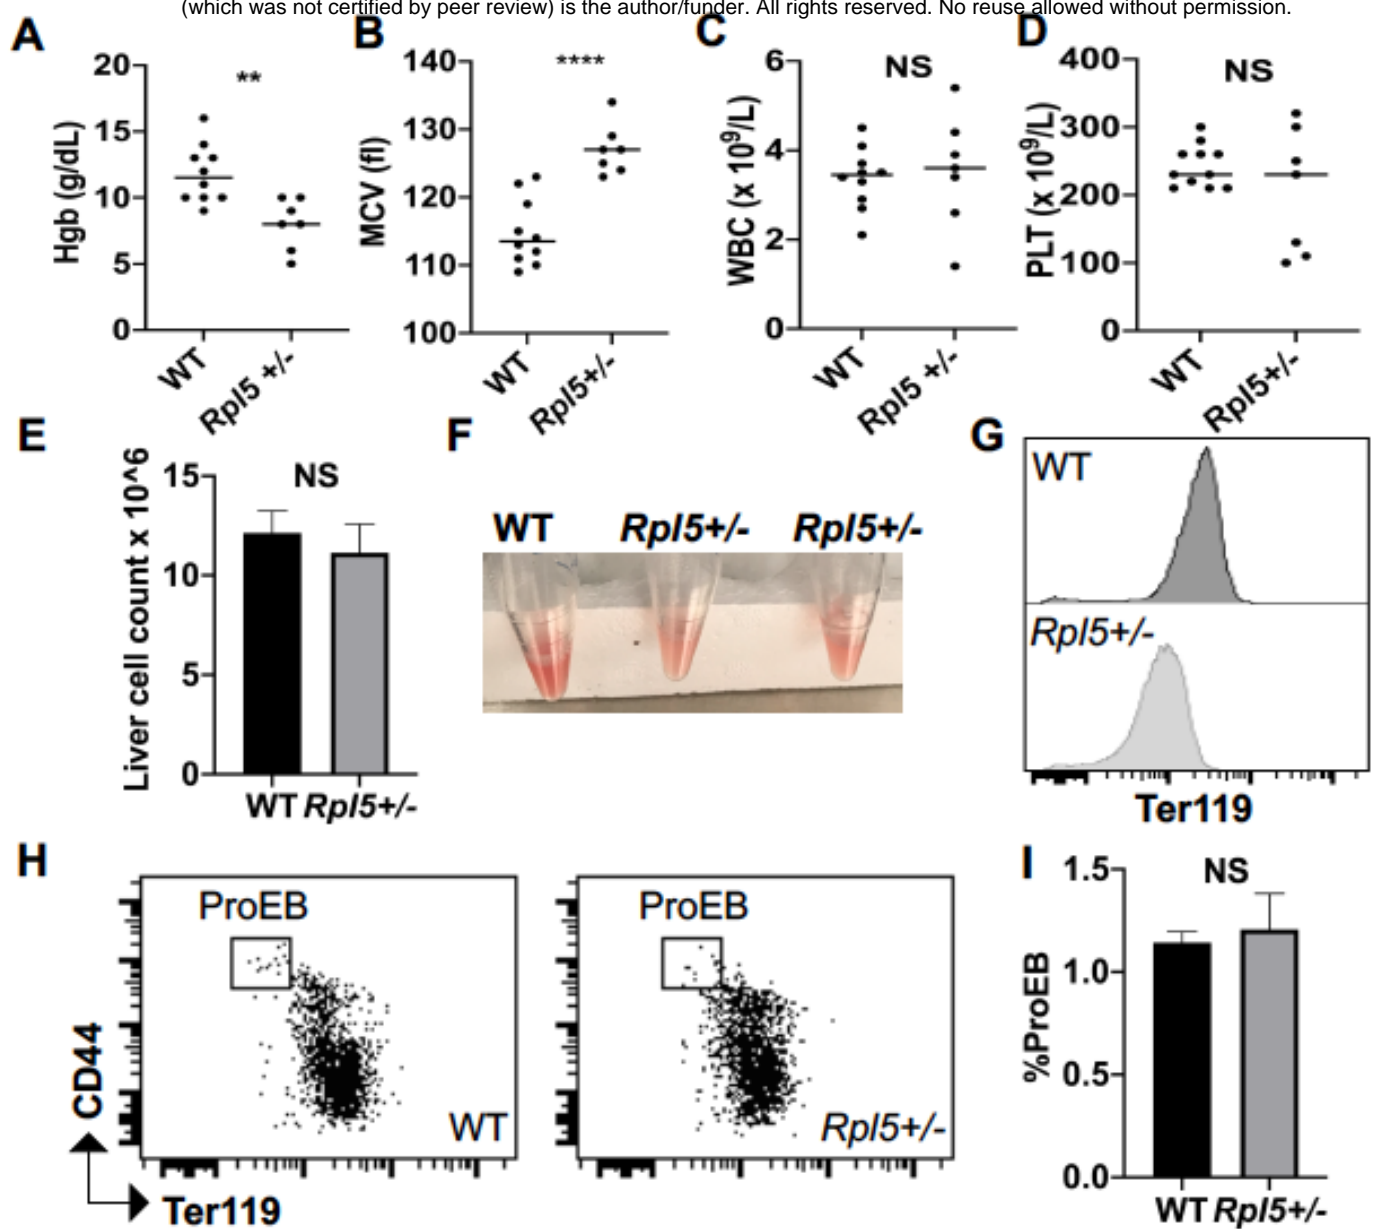 (which was not certified by peer review) is the author/funder. All rights reserved. No reuse allowed without permission.
A
Hgb (g/dL)
20
15
10
5
0
**
WT
Rpl5 +/-
B
MCV (fl)
140
130
120
110
100
****
WT
Rpl5+/-
C
WBC (x 10^9/L)
6
4
2
0
NS
WT
Rpl5 +/-
D
PLT (x 10^9/L)
400
300
200
100
0
NS
WT
Rpl5+/-
E
Liver cell count x 10^6
15
10
5
0
NS
WT Rpl5+/-
F
WT Rpl5+/- Rpl5+/-
G
WT
Rpl5+/-
Ter119
H
ProEB
WT
ProEB
Rpl5+/-
CD44
Ter119
I
%ProEB
1.5
1.0
0.5
0.0
NS
WT Rpl5+/-